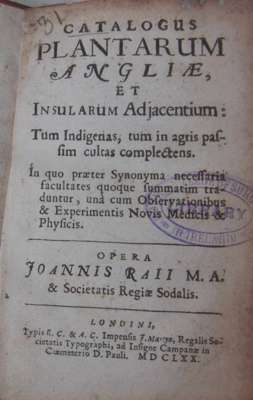 31
CATALOGUS
PLANTARUM
ANGLIÆ,
ET
INSULARUM Adjacentium:
Tum Indigenas, tum in agris pas-
sim cultas complectens.
In quo præter Synonyma necessaria
facultates quoque summatim tra-
duntur, unà cum Observationibus
& Experimentis Novis Medicis &
Physicis.
OPERA
JOANNIS RAII M. A.
& Societatis Regiæ Sodalis.
LONDINI,
Typis E. C. & A. C. Impensis J. Martyn, Regalis So-
cietatis Typographi, ad Insigne Campanæ in
Cœmeterio D. Pauli. MDCLXX.